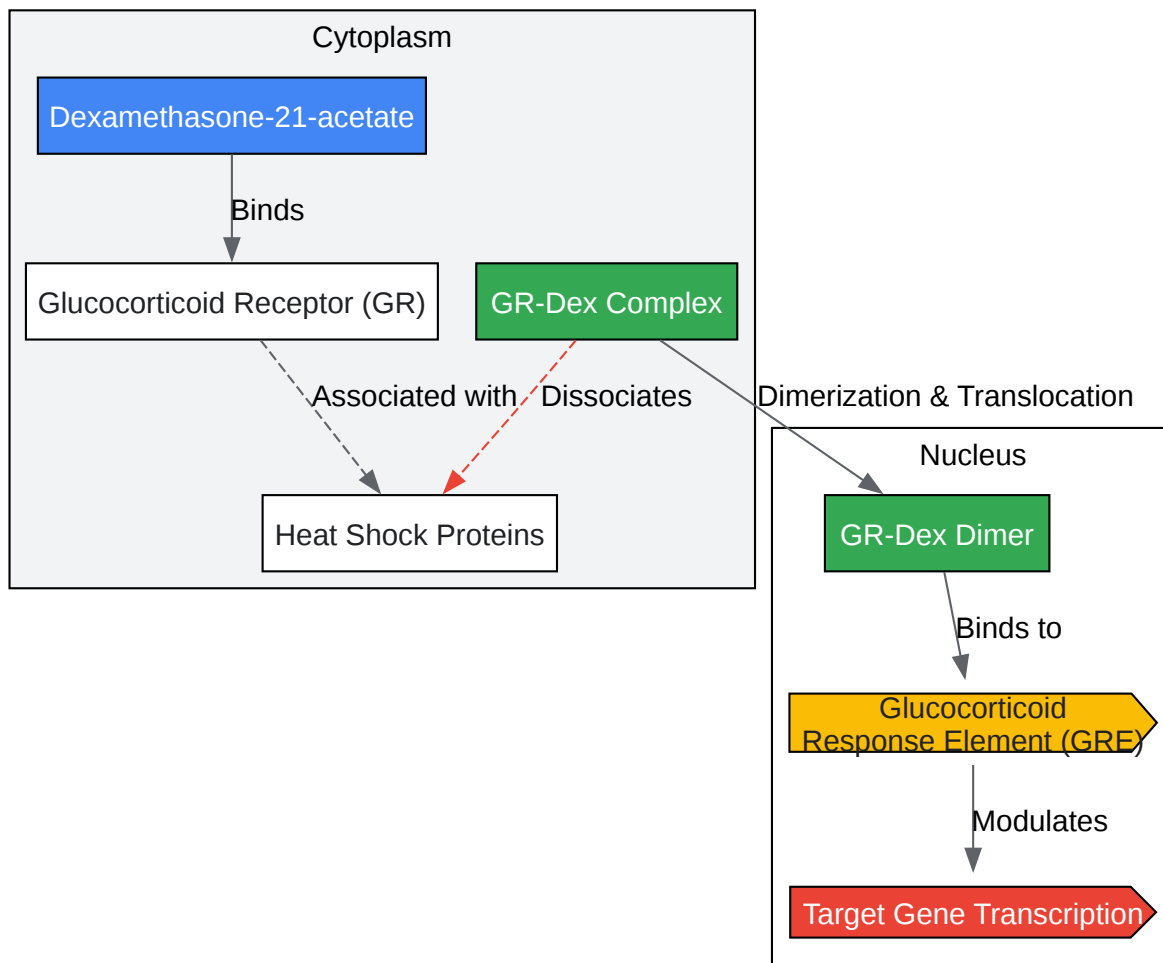 Cytoplasm
Dexamethasone-21-acetate
Binds
Glucocorticoid Receptor (GR)
GR-Dex Complex
Associated with
Dissociates
Dimerization & Translocation
Heat Shock Proteins
Nucleus
GR-Dex Dimer
Binds to
Glucocorticoid
Response Element (GRE)
Modulates
Target Gene Transcription